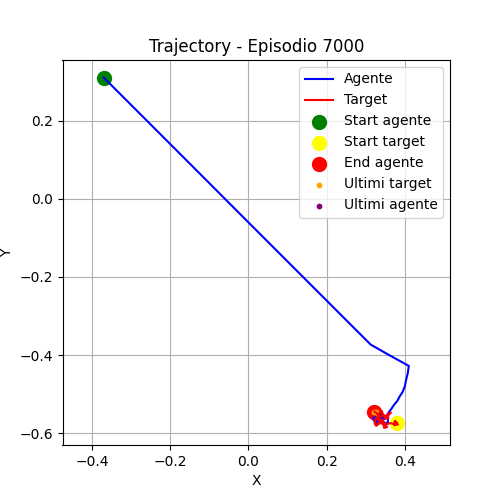 Trajectory - Episodio 7000
Agente
Target
Start agente
Start target
End agente
Ultimi target
Ultimi agente
0.2
0.0
−0.2
−0.4
−0.6
Y
−0.4
−0.2
0.0
0.2
0.4
X